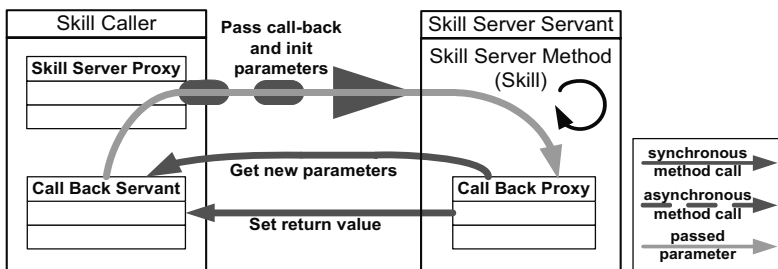 Skill Caller
Skill Server Proxy
Call Back Servant
Pass call-back
and init
parameters
Get new parameters
Set return value
Skill Server Servant
Skill Server Method
(Skill)
Call Back Proxy
synchronous
method call
asynchronous
method call
passed
parameter